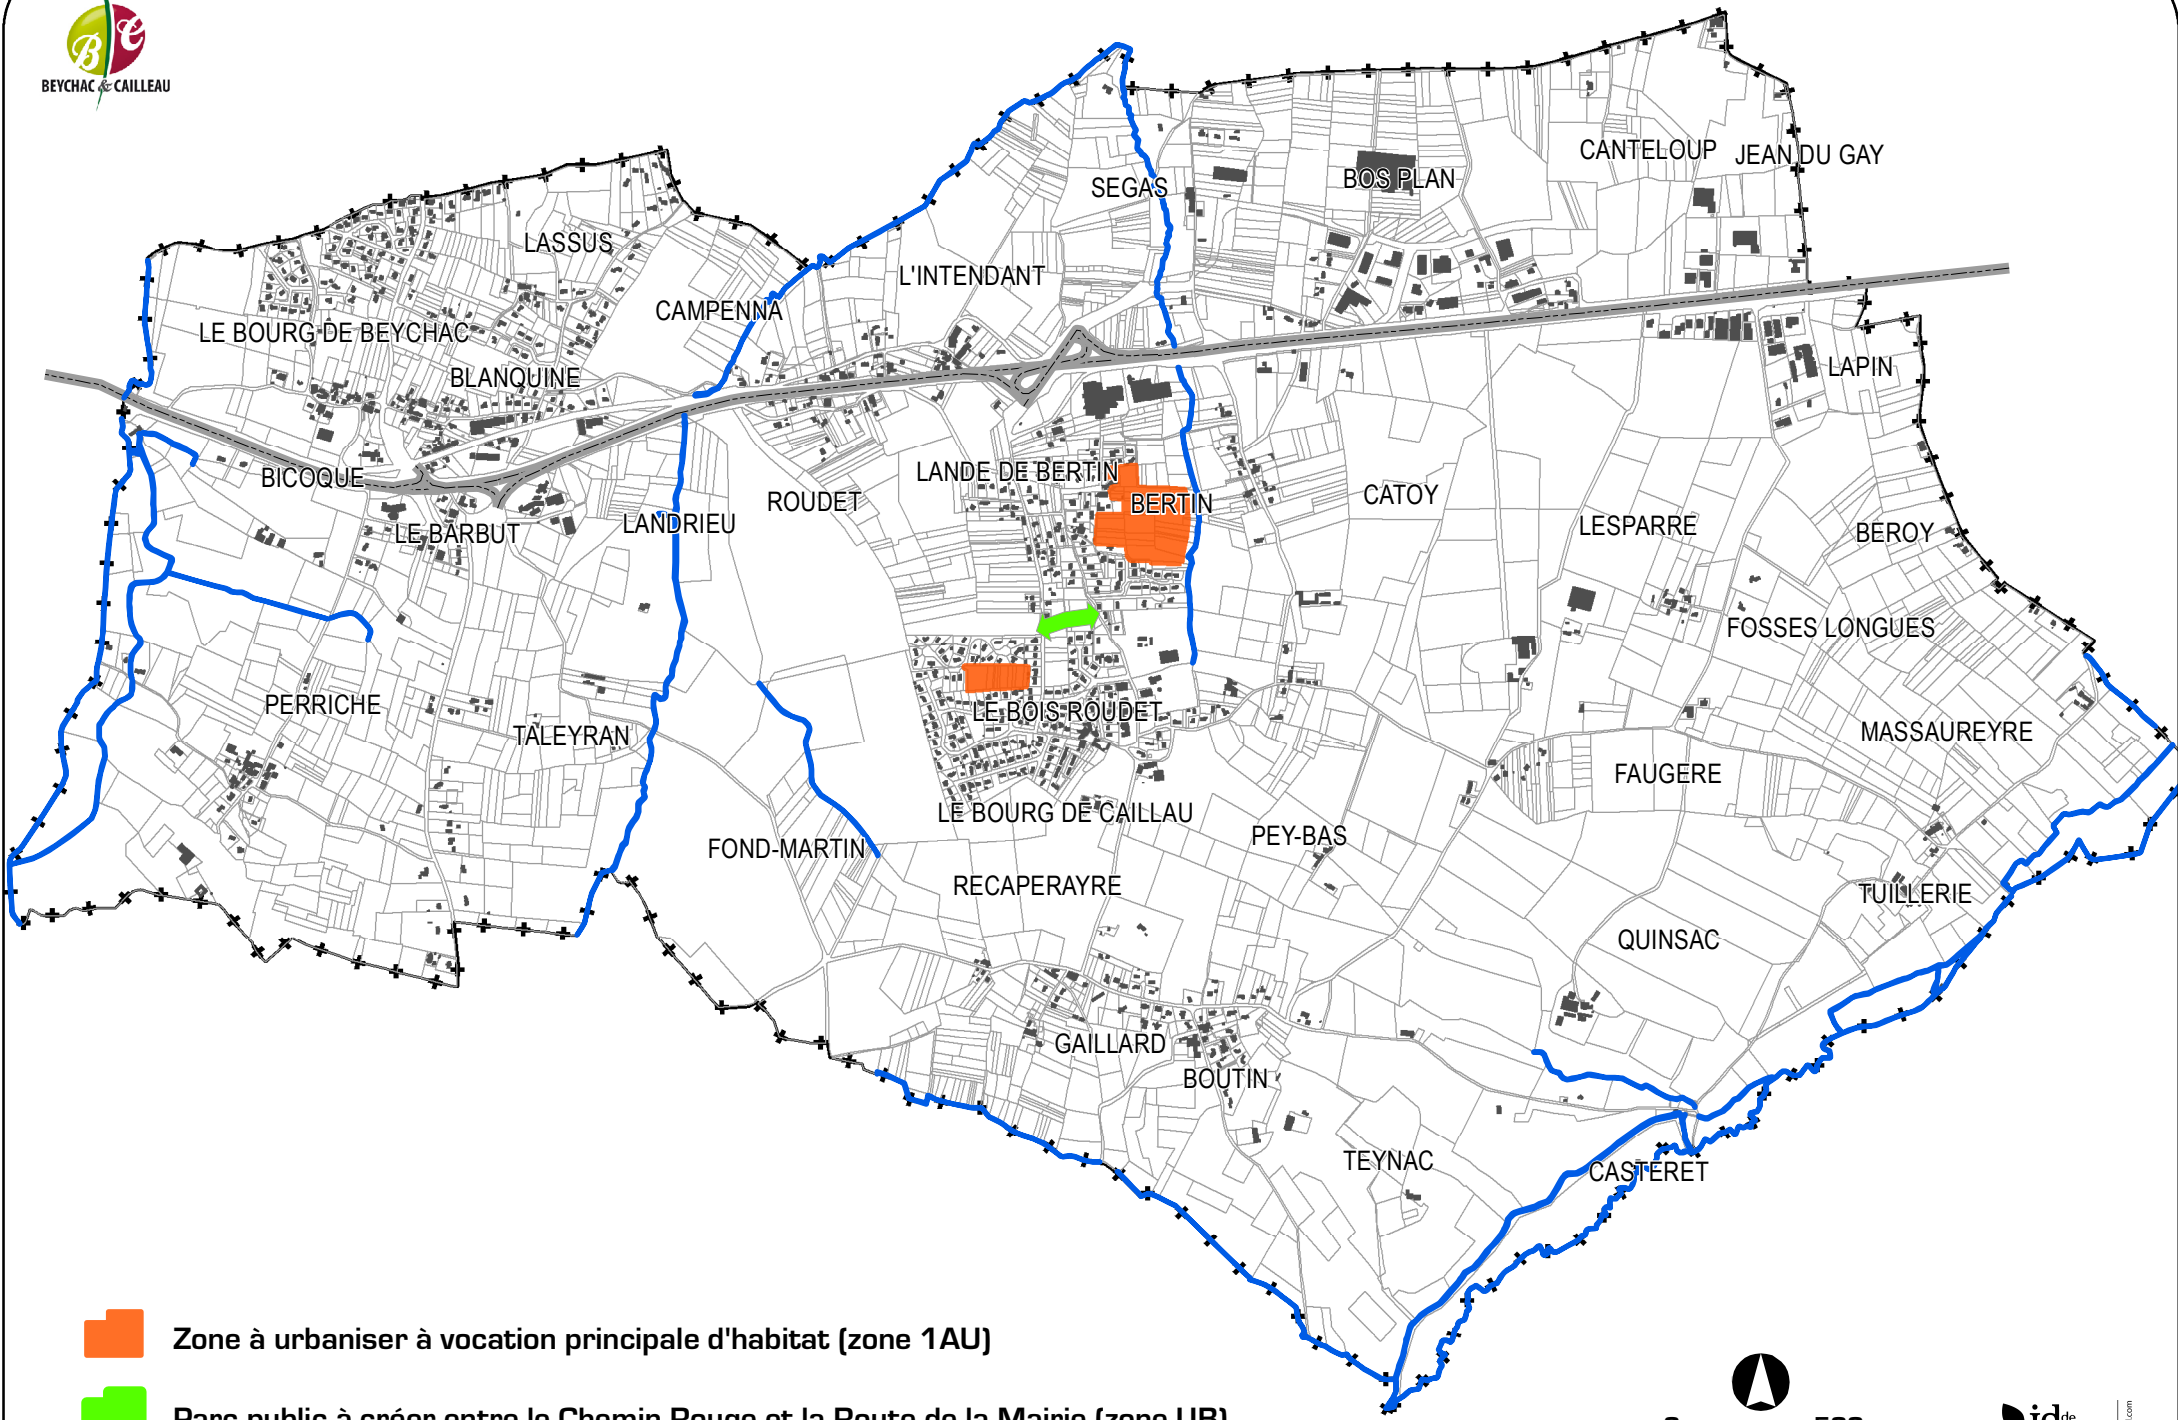 B C
BEYCHAC & CAILLEAU
CANTELOUP
JEAN DU GAY
BOS PLAN
SEGAS
LASSUS
L'INTENDANT
CAMPENNA
LE BOURG DE BEYCHAC
BLANQUINE
LAPIN
BICOQUE
LANDE DE BERTIN
BERTIN
ROUDET
CATOY
LESPARRE
BEROY
LE BARBUT
LANDRIEU
FOSSES LONGUES
PERRICHE
LE BOIS ROUDET
TALEYRAN
MASSAUREYRE
FAUGERE
LE BOURG DE CAILLAU
PEY-BAS
FOND-MARTIN
RECAPERAYRE
TUILLERIE
QUINSAC
GAILLARD
BOUTIN
TEYNAC
CASTERET
Zone à urbaniser à vocation principale d'habitat (zone 1AU)
Parc public à créer entre le Chemin Rouge et la Route de la Mairie (zone UB)
0 500
id de